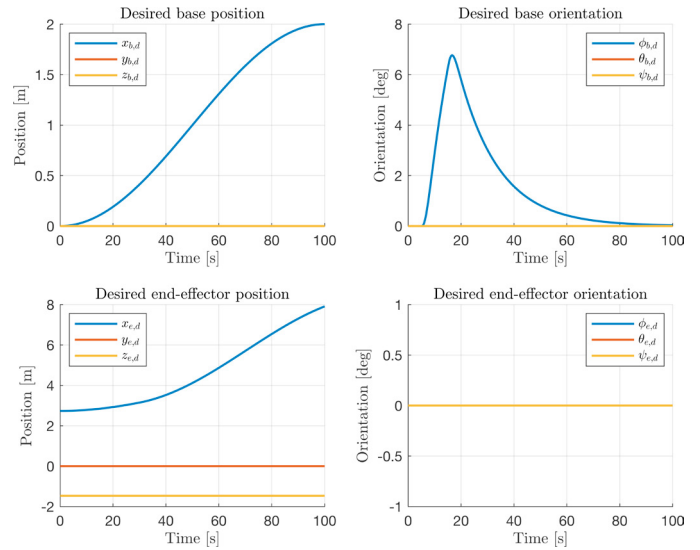 Desired base position
2
1.5
1
0.5
0
Position [m]
x_{b,d}
y_{b,d}
z_{b,d}
0 20 40 60 80 100
Time [s]
Desired base orientation
8
6
4
2
0
Orientation [deg]
ϕ_{b,d}
θ_{b,d}
ψ_{b,d}
0 20 40 60 80 100
Time [s]
Desired end-effector position
8
6
4
2
0
-2
Position [m]
x_{e,d}
y_{e,d}
z_{e,d}
0 20 40 60 80 100
Time [s]
Desired end-effector orientation
1
0.5
0
-0.5
-1
Orientation [deg]
ϕ_{e,d}
θ_{e,d}
ψ_{e,d}
0 20 40 60 80 100
Time [s]